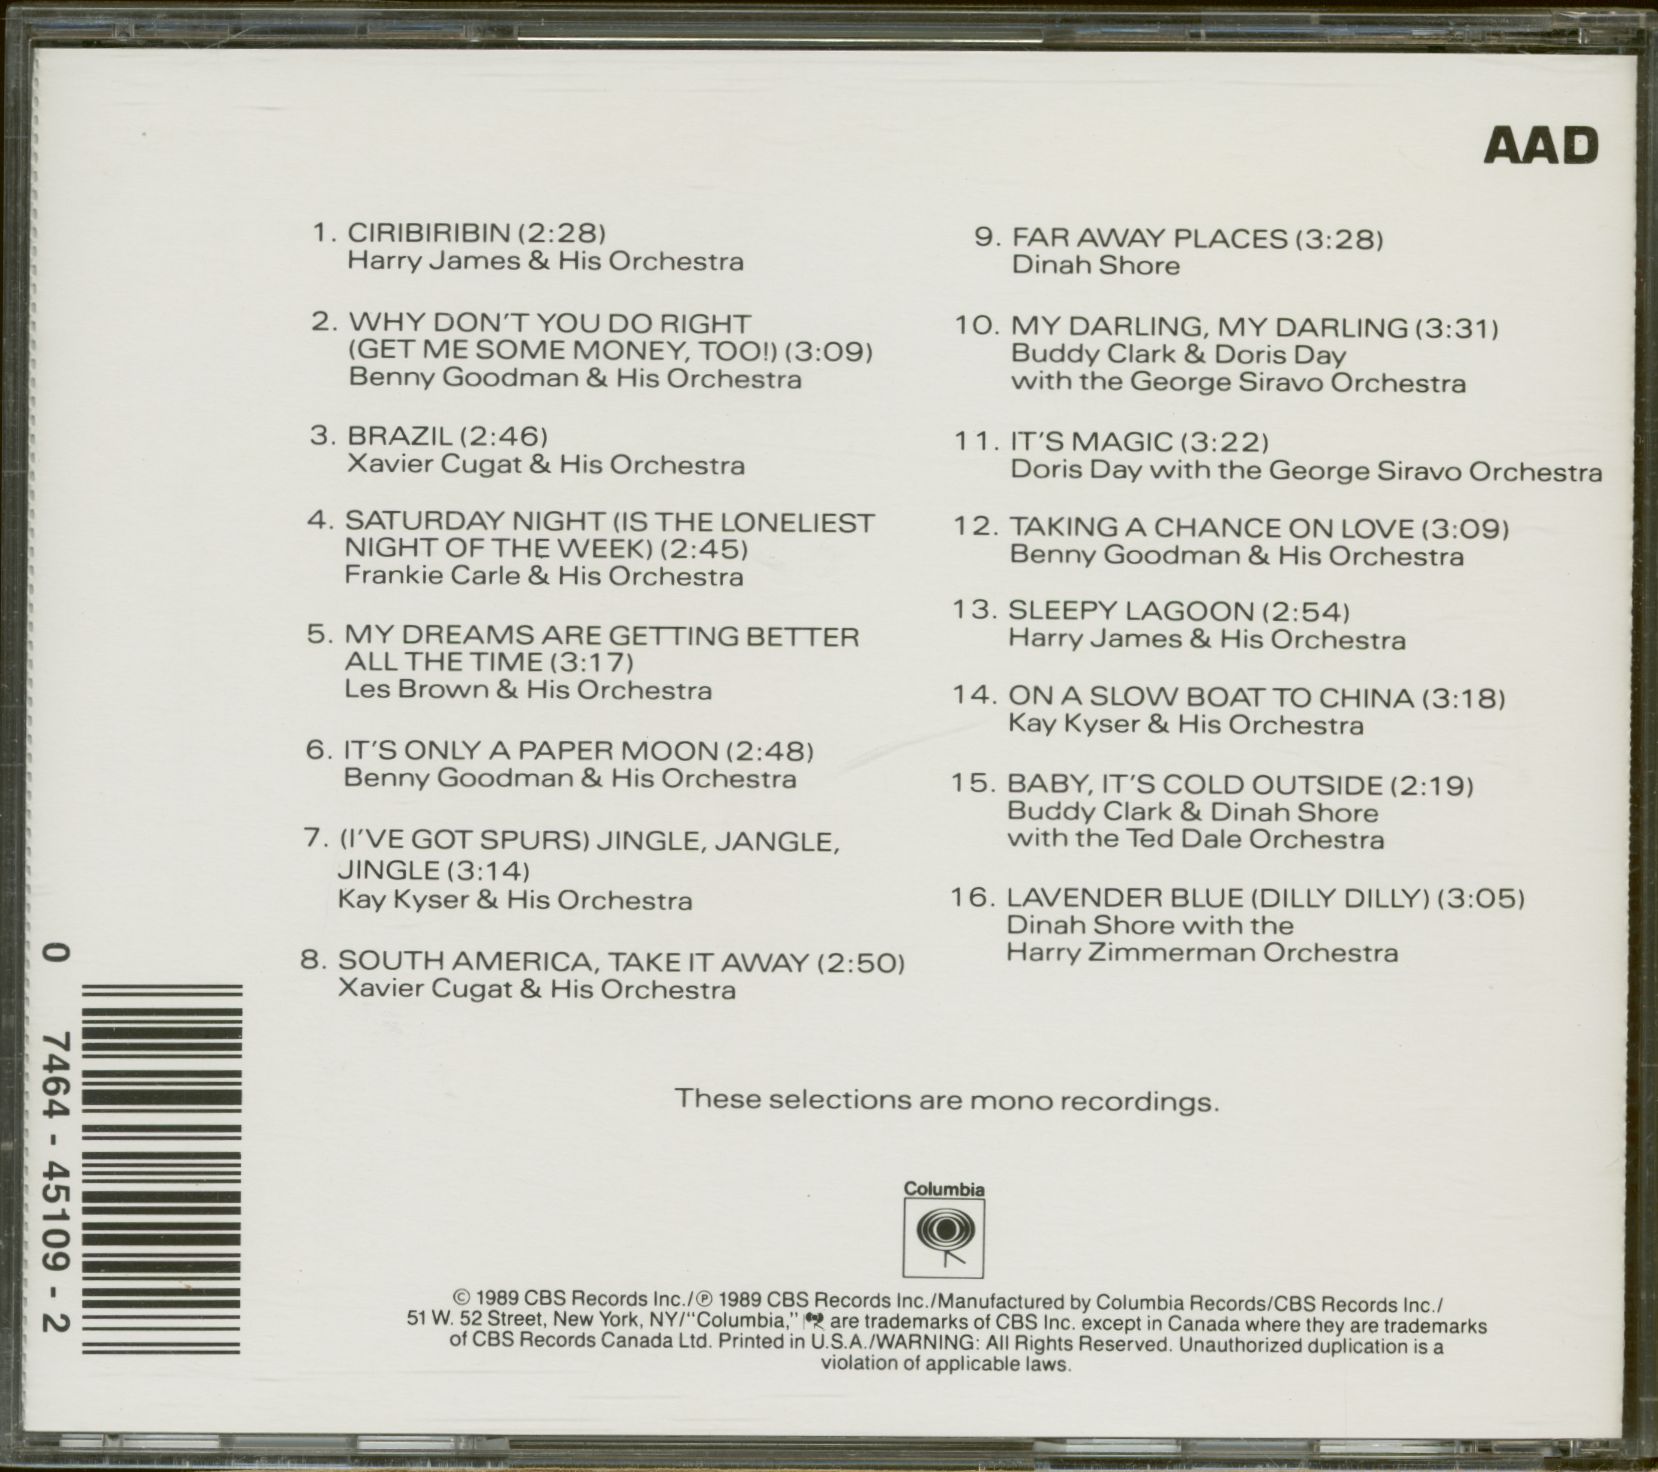 AAD
1. CIRIBIRIBIN (2:28)
Harry James & His Orchestra
2. WHY DON'T YOU DO RIGHT
(GET ME SOME MONEY, TOO!) (3:09)
Benny Goodman & His Orchestra
3. BRAZIL (2:46)
Xavier Cugat & His Orchestra
4. SATURDAY NIGHT (IS THE LONELIEST
NIGHT OF THE WEEK) (2:45)
Frankie Carle & His Orchestra
5. MY DREAMS ARE GETTING BETTER
ALL THE TIME (3:17)
Les Brown & His Orchestra
6. IT'S ONLY A PAPER MOON (2:48)
Benny Goodman & His Orchestra
7. (I'VE GOT SPURS) JINGLE, JANGLE,
JINGLE (3:14)
Kay Kyser & His Orchestra
8. SOUTH AMERICA, TAKE IT AWAY (2:50)
Xavier Cugat & His Orchestra
9. FAR AWAY PLACES (3:28)
Dinah Shore
10. MY DARLING, MY DARLING (3:31)
Buddy Clark & Doris Day
with the George Siravo Orchestra
11. IT'S MAGIC (3:22)
Doris Day with the George Siravo Orchestra
12. TAKING A CHANCE ON LOVE (3:09)
Benny Goodman & His Orchestra
13. SLEEPY LAGOON (2:54)
Harry James & His Orchestra
14. ON A SLOW BOAT TO CHINA (3:18)
Kay Kyser & His Orchestra
15. BABY, IT'S COLD OUTSIDE (2:19)
Buddy Clark & Dinah Shore
with the Ted Dale Orchestra
16. LAVENDER BLUE (DILLY DILLY) (3:05)
Dinah Shore with the
Harry Zimmerman Orchestra
0 7464-45109-2
These selections are mono recordings.
Columbia
© 1989 CBS Records Inc./℗ 1989 CBS Records Inc./Manufactured by Columbia Records/CBS Records Inc./
51 W. 52 Street, New York, NY/"Columbia," are trademarks of CBS Inc. except in Canada where they are trademarks
of CBS Records Canada Ltd. Printed in U.S.A./WARNING: All Rights Reserved. Unauthorized duplication is a
violation of applicable laws.